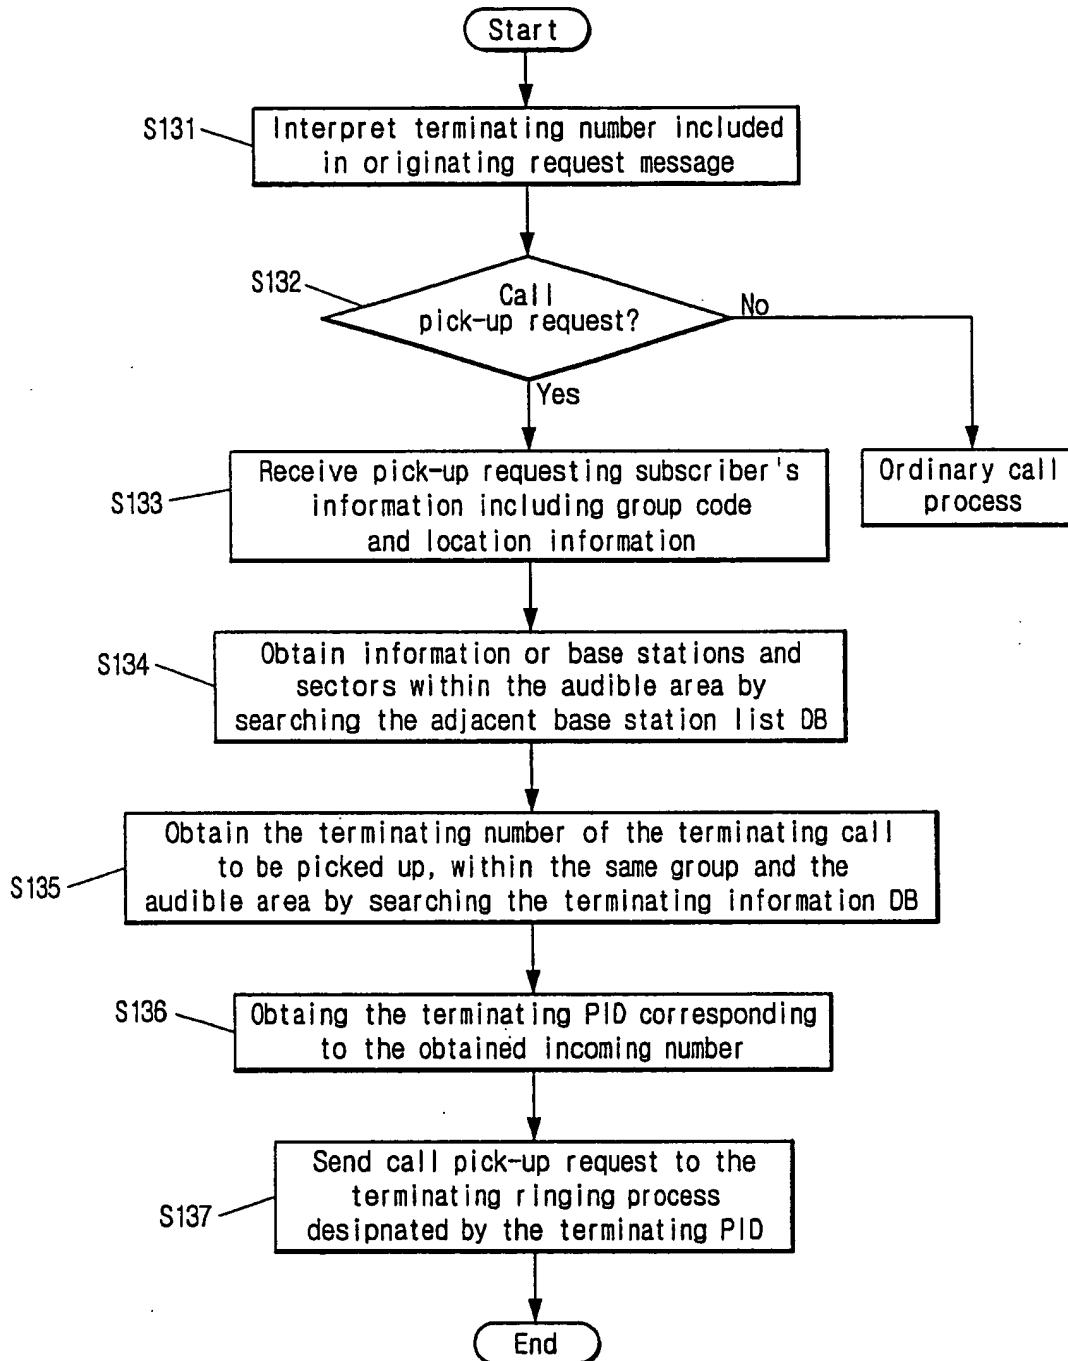 Start
S131
Interpret terminating number included
in originating request message
S132
Call
pick-up request?
No
Yes
S133
Receive pick-up requesting subscriber's
information including group code
and location information
Ordinary call
process
S134
Obtain information or base stations and
sectors within the audible area by
searching the adjacent base station list DB
S135
Obtain the terminating number of the terminating call
to be picked up, within the same group and the
audible area by searching the terminating information DB
S136
Obtaing the terminating PID corresponding
to the obtained incoming number
S137
Send call pick-up request to the
terminating ringing process
desipnated by the terminating PID
End